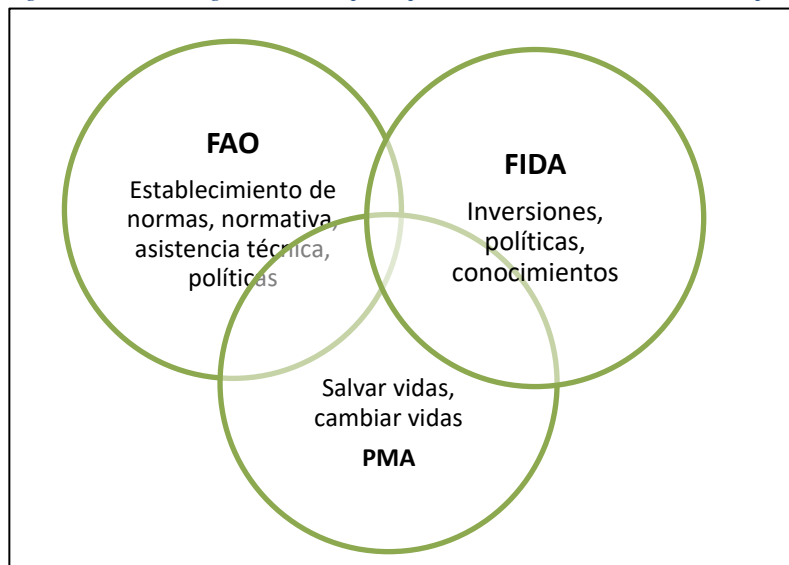 FAO
Establecimiento de
normas, normativa,
asistencia técnica,
políticas
FIDA
Inversiones,
políticas,
conocimientos
Salvar vidas,
cambiar vidas
PMA